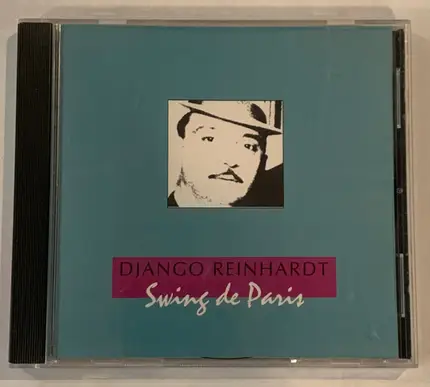 DJANGO REINHARDT
Swing de Paris